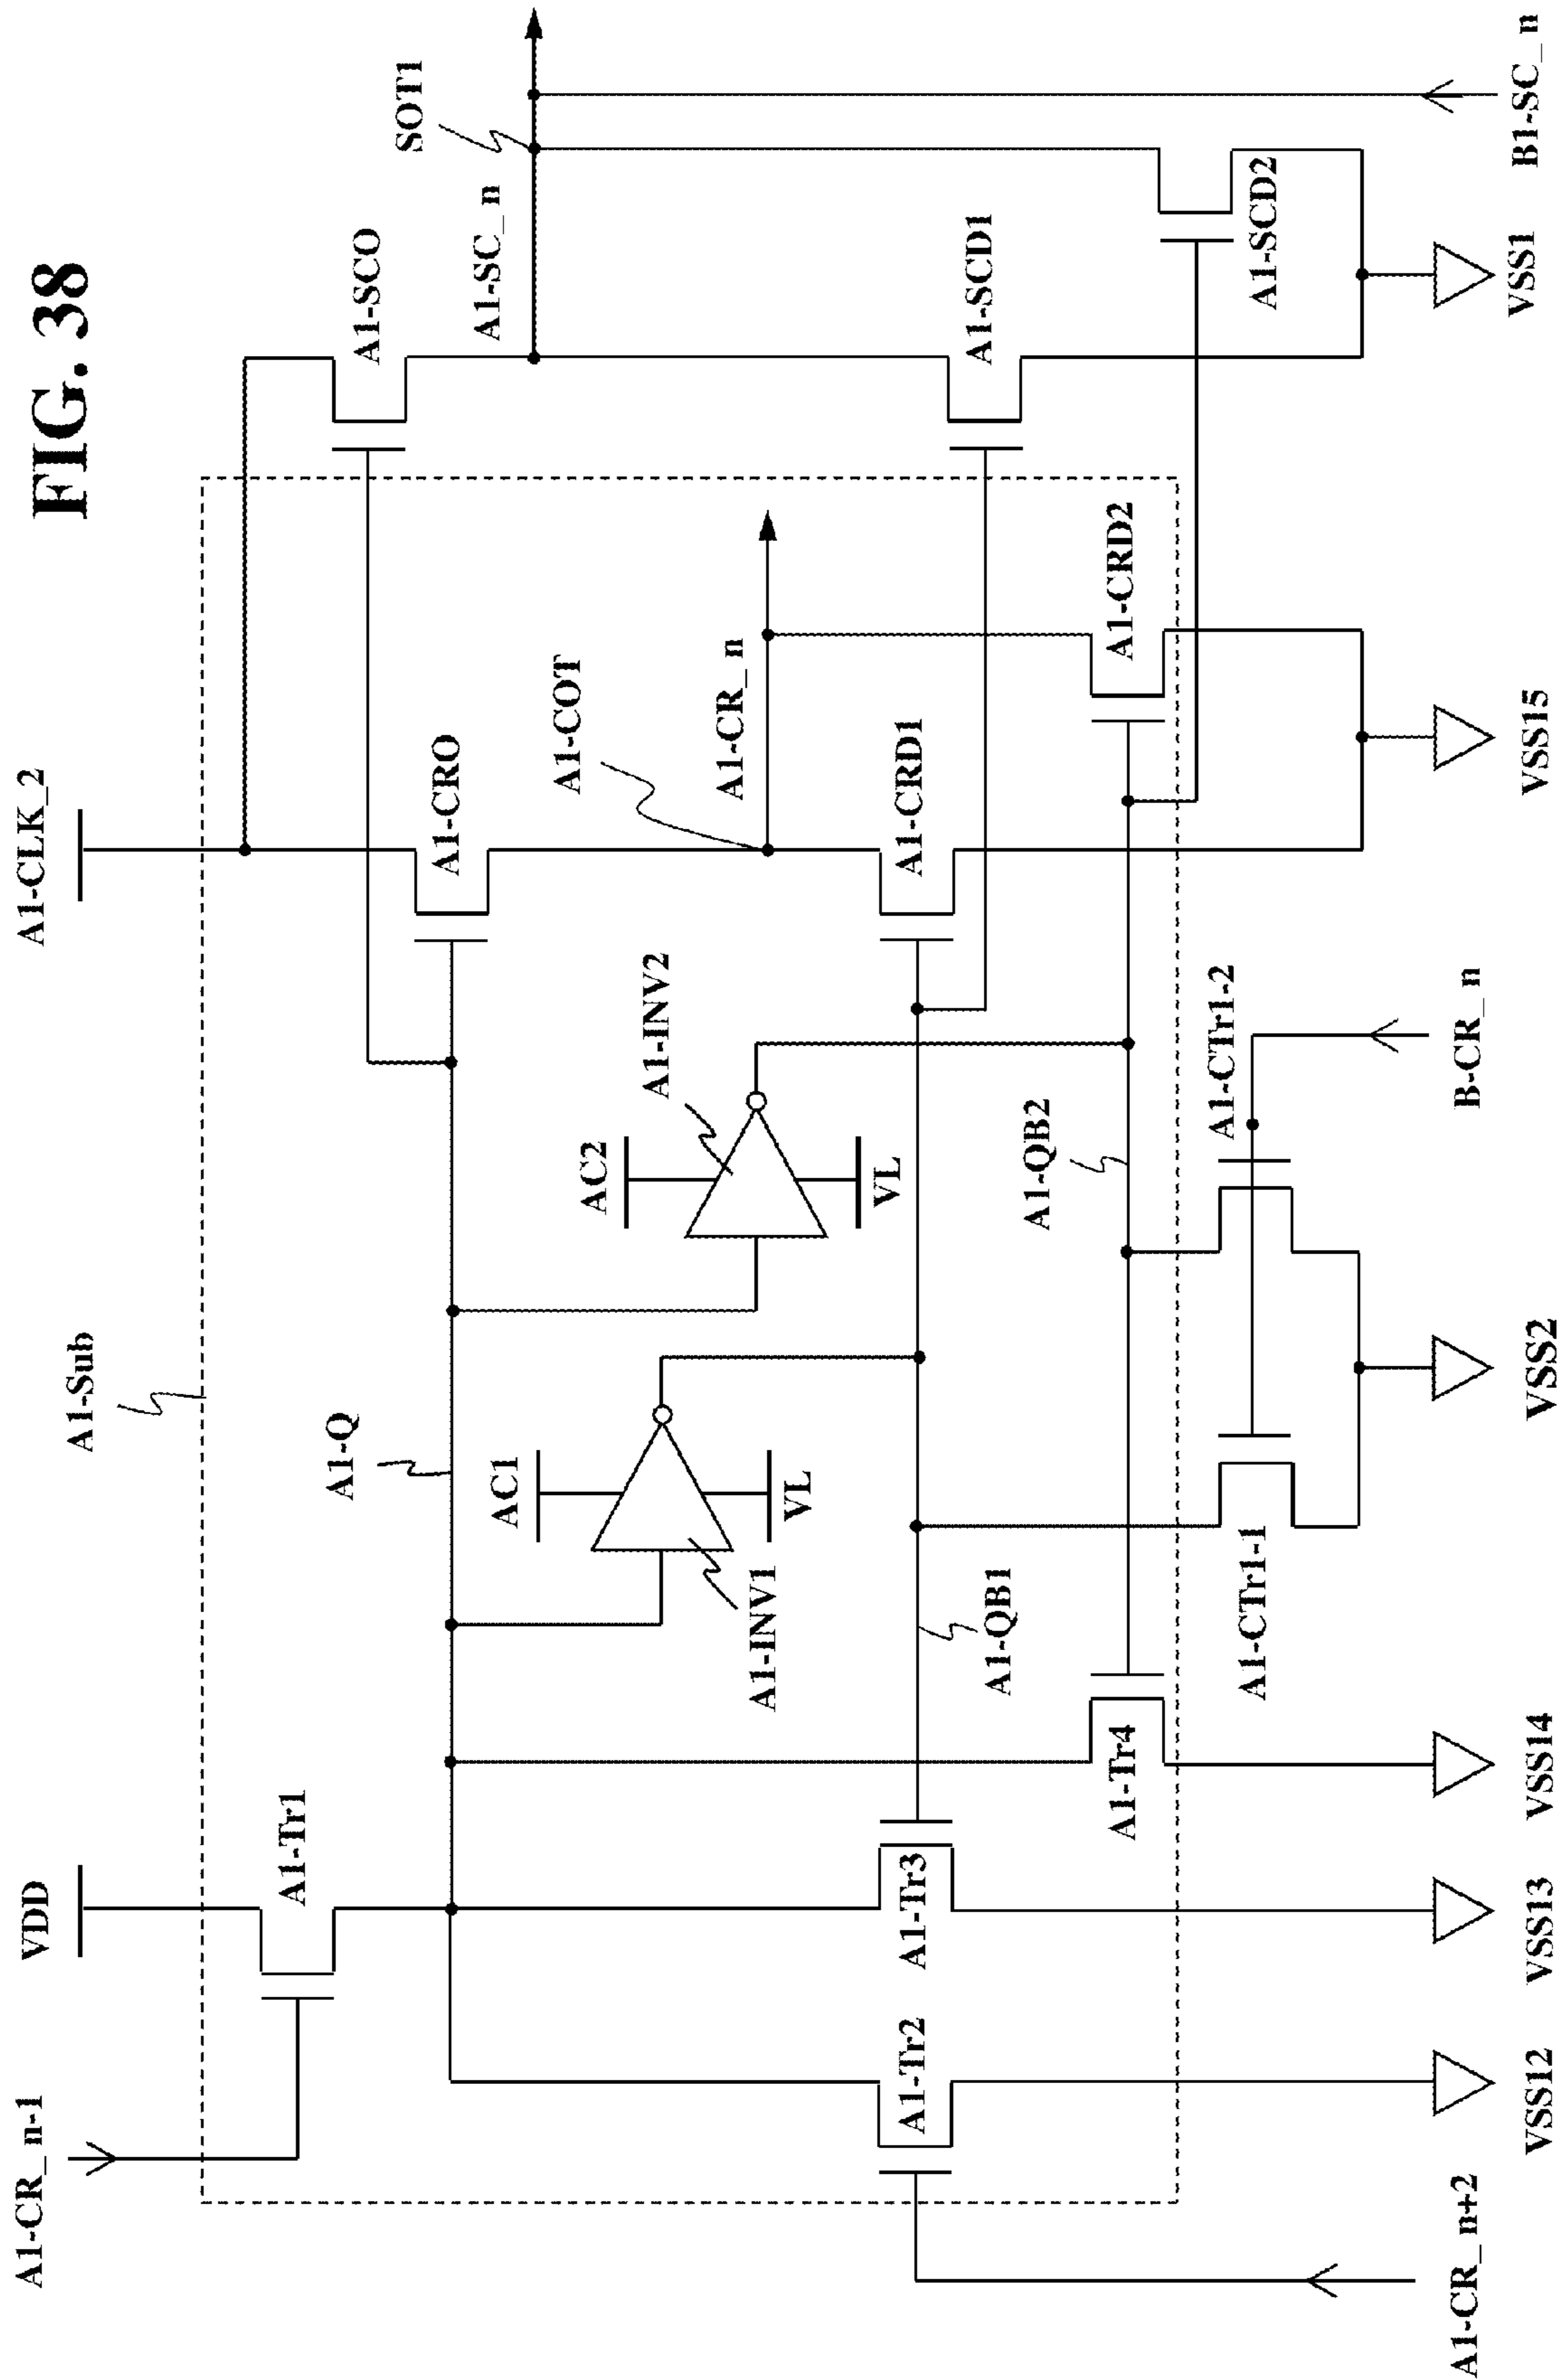 FIG. 38
A1-CR_n-1
VDD
A1-Sub
A1-CLK_2
A1-Tr1
A1-Q
A1-SCO
SOT1
A1-CRO
A1-SC_n
AC1
AC2
A1-INV2
A1-COT
A1-INV1
VL
VL
A1-CR_n
A1-Tr2
A1-Tr3
A1-CRD1
A1-SCD1
A1-QB1
A1-QB2
A1-Tr4
A1-CRD2
A1-CTr1-1
A1-CTr1-2
A1-SCD2
A1-CR_n+2
B-CR_n
VSS12
VSS13
VSS14
VSS2
VSS15
VSS1
B1-SC_n